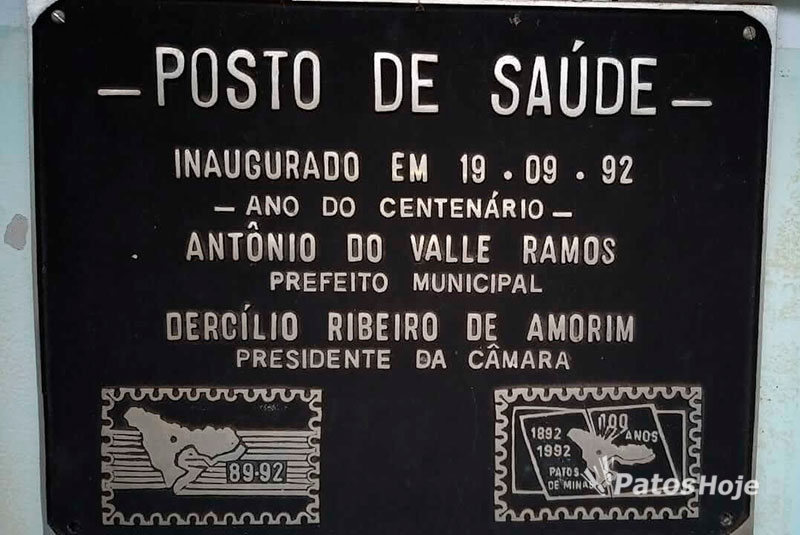 — POSTO DE SAÚDE —
INAUGURADO EM 19 • 09 • 92
— ANO DO CENTENÁRIO —
ANTÔNIO DO VALLE RAMOS
PREFEITO MUNICIPAL
DERCÍLIO RIBEIRO DE AMORIM
PRESIDENTE DA CÂMARA
89-92
100
1892 ANOS
1992
PATOS
DE MINAS
PatosHoje